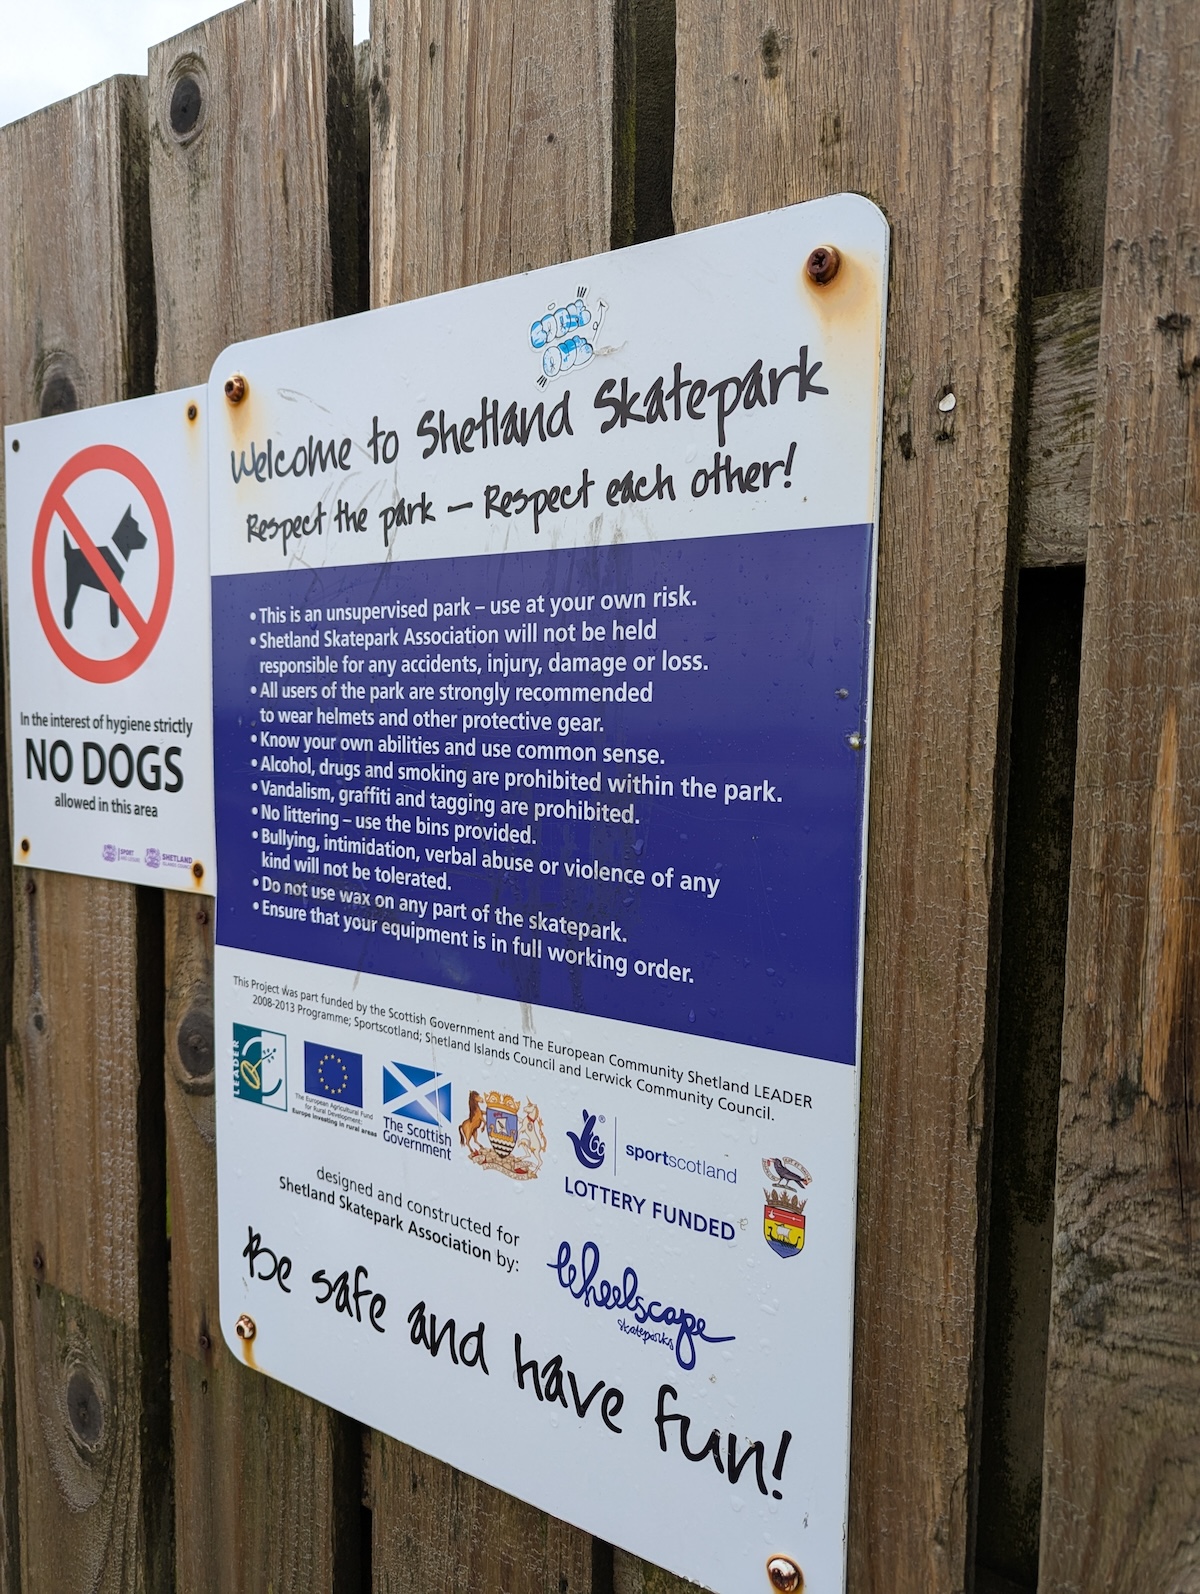 In the interest of hygiene strictly
NO DOGS
allowed in this area
SPORT
SHETLAND
ISLANDS COUNCIL
Welcome to Shetland Skatepark
Respect the park – Respect each other!
• This is an unsupervised park – use at your own risk.
• Shetland Skatepark Association will not be held
responsible for any accidents, injury, damage or loss.
• All users of the park are strongly recommended
to wear helmets and other protective gear.
• Know your own abilities and use common sense.
• Alcohol, drugs and smoking are prohibited within the park.
• Vandalism, graffiti and tagging are prohibited.
• No littering – use the bins provided.
• Bullying, intimidation, verbal abuse or violence of any
kind will not be tolerated.
• Do not use wax on any part of the skatepark.
• Ensure that your equipment is in full working order.
This Project was part funded by the Scottish Government and The European Community Shetland LEADER
2008-2013 Programme; Sportscotland; Shetland Islands Council and Lerwick Community Council.
LEADER
The European Agricultural Fund
for Rural Development:
Europe investing in rural areas
The Scottish
Government
sportscotland
LOTTERY FUNDED
designed and constructed for
Shetland Skatepark Association by:
Wheelscape
skateparks
Be safe and have fun!